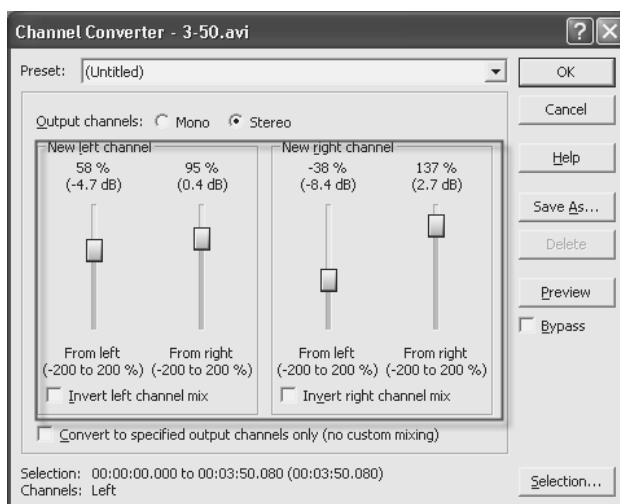 Channel Converter - 3-50.avi
Preset: (Untitled)
OK
Cancel
Help
Save As...
Delete
Preview
Bypass
Output channels: Mono Stereo
New left channel New right channel
58 % 95 % -38 % 137 %
(-4.7 dB) (0.4 dB) (-8.4 dB) (2.7 dB)
From left From right From left From right
(-200 to 200 %) (-200 to 200 %) (-200 to 200 %) (-200 to 200 %)
Invert left channel mix Invert right channel mix
Convert to specified output channels only (no custom mixing)
Selection: 00:00:00.000 to 00:03:50.080 (00:03:50.080)
Channels: Left
Selection...